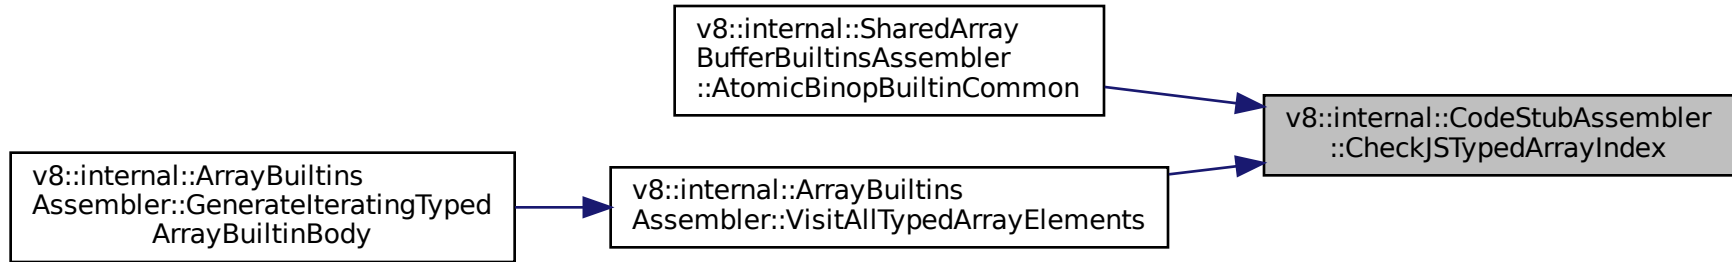 v8::internal::SharedArray
BufferBuiltinsAssembler
::AtomicBinopBuiltinCommon
v8::internal::CodeStubAssembler
::CheckJSTypedArrayIndex
v8::internal::ArrayBuiltins
Assembler::GenerateIteratingTyped
ArrayBuiltinBody
v8::internal::ArrayBuiltins
Assembler::VisitAllTypedArrayElements